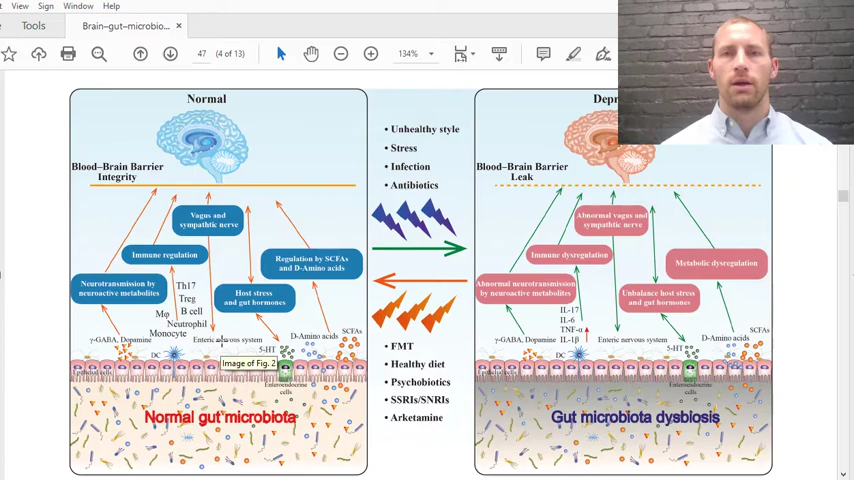 View Sign Window Help
Tools
Brain–gut–microbio... ×
47 (4 of 13)
134%
Normal
Blood–Brain Barrier
Integrity
Vagus and
sympathic nerve
Immune regulation
Regulation by SCFAs
and D-Amino acids
Neurotransmission by
neuroactive metabolites
Host stress
and gut hormones
Th17
Treg
B cell
Mφ
Neutrophil
Monocyte
γ-GABA, Dopamine
DC
Enteric nervous system
5-HT
D-Amino acids
SCFAs
Image of Fig. 2
Epithelial cells
Enteroendocrine
cells
Normal gut microbiota
• Unhealthy style
• Stress
• Infection
• Antibiotics
• FMT
• Healthy diet
• Psychobiotics
• SSRIs/SNRIs
• Arketamine
Depr
Blood–Brain Barrier
Leak
Abnormal vagus and
sympathic nerve
Immune dysregulation
Metabolic dysregulation
Abnormal neurotransmission
by neuroactive metabolites
Unbalance host stress
and gut hormones
IL-17
IL-6
TNF-α
IL-1β
γ-GABA, Dopamine
DC
Enteric nervous system
5-HT
D-Amino acids
SCFAs
Epithelial cells
Enteroendocrine
cells
Gut microbiota dysbiosis